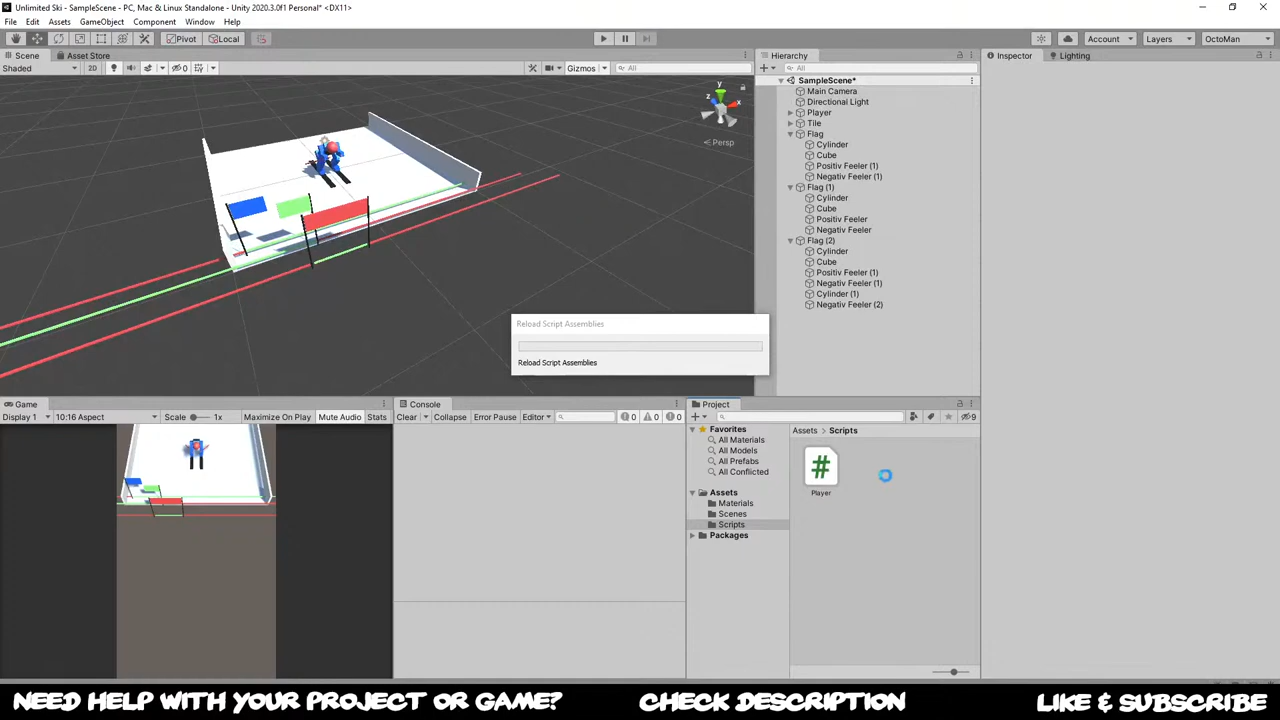 Unlimited Ski - SampleScene - PC, Mac & Linux Standalone - Unity 2020.3.0f1 Personal* <DX11>
File Edit Assets GameObject Component Window Help
Pivot Local Account Layers OctoMan
Scene Asset Store
Shaded 2D 0 Gizmos All
y
x
z
Persp
Hierarchy
All
SampleScene*
Main Camera
Directional Light
Player
Tile
Flag
Cylinder
Cube
Positiv Feeler (1)
Negativ Feeler (1)
Flag (1)
Cylinder
Cube
Positiv Feeler
Negativ Feeler
Flag (2)
Cylinder
Cube
Positiv Feeler (1)
Negativ Feeler (1)
Cylinder (1)
Negativ Feeler (2)
Inspector Lighting
Reload Script Assemblies
Reload Script Assemblies
Game
Display 1 10:16 Aspect Scale 1x Maximize On Play Mute Audio Stats
Console
Clear Collapse Error Pause Editor 0 0 0
Project
9
Favorites
All Materials
All Models
All Prefabs
All Conflicted
Assets
Materials
Scenes
Scripts
Packages
Assets > Scripts
#
Player
NEED HELP WITH YOUR PROJECT OR GAME? CHECK DESCRIPTION LIKE & SUBSCRIBE